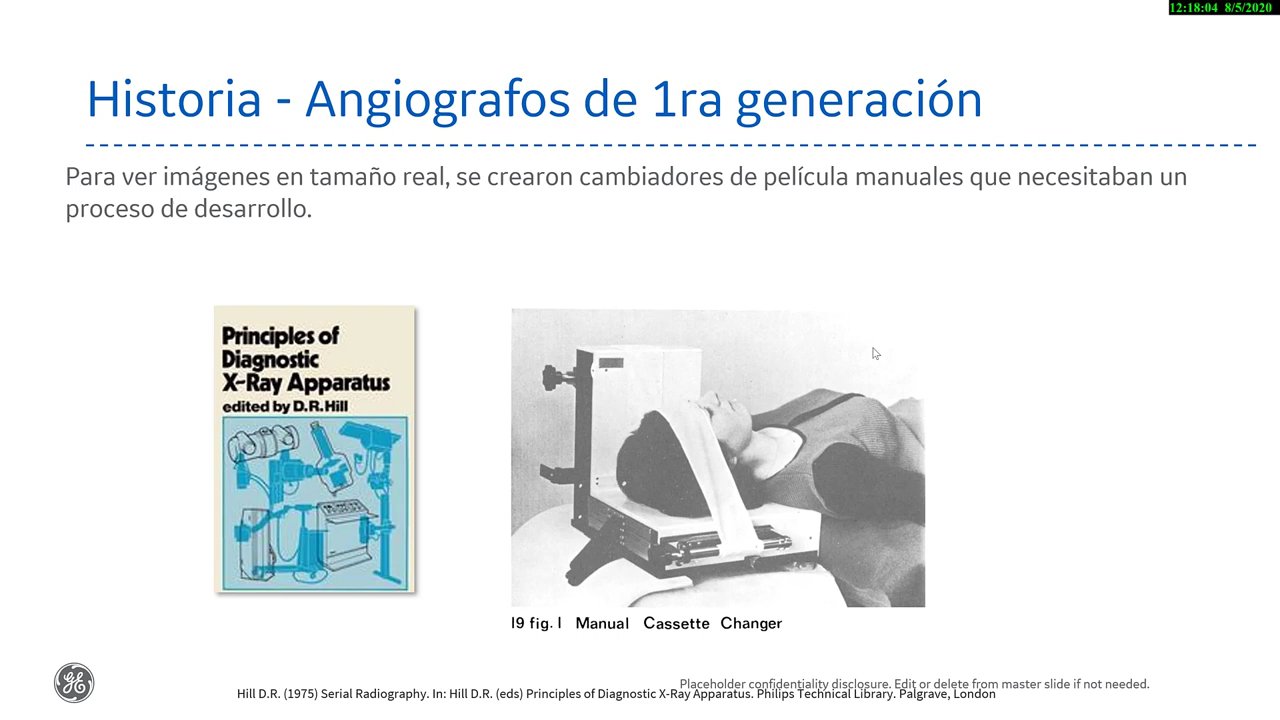 12:18:04 8/5/2020
Historia - Angiografos de 1ra generación
Para ver imágenes en tamaño real, se crearon cambiadores de película manuales que necesitaban un
proceso de desarrollo.
Principles of
Diagnostic
X-Ray Apparatus
edited by D.R.Hill
19 fig. 1 Manual Cassette Changer
Placeholder confidentiality disclosure. Edit or delete from master slide if not needed.
Hill D.R. (1975) Serial Radiography. In: Hill D.R. (eds) Principles of Diagnostic X-Ray Apparatus. Philips Technical Library. Palgrave, London
GE